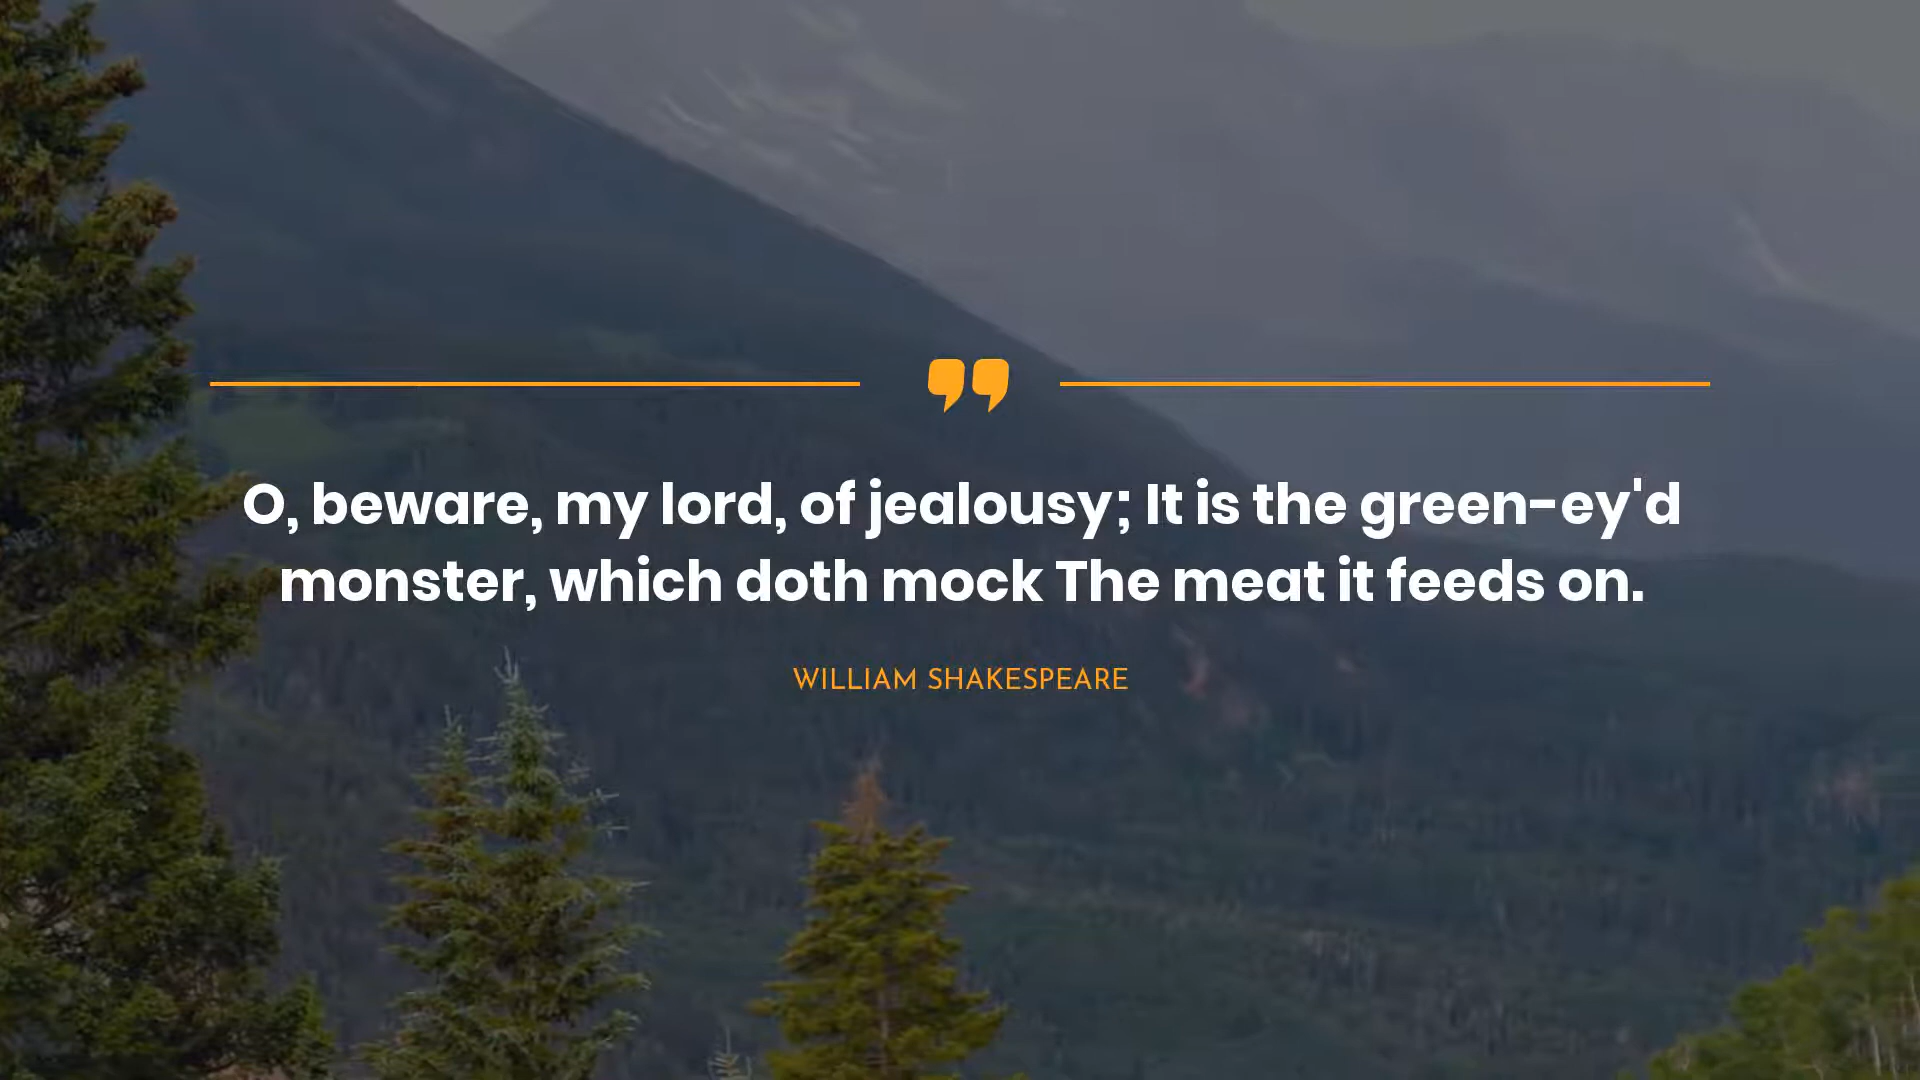 O, beware, my lord, of jealousy; It is the green-ey'd
monster, which doth mock The meat it feeds on.
WILLIAM SHAKESPEARE